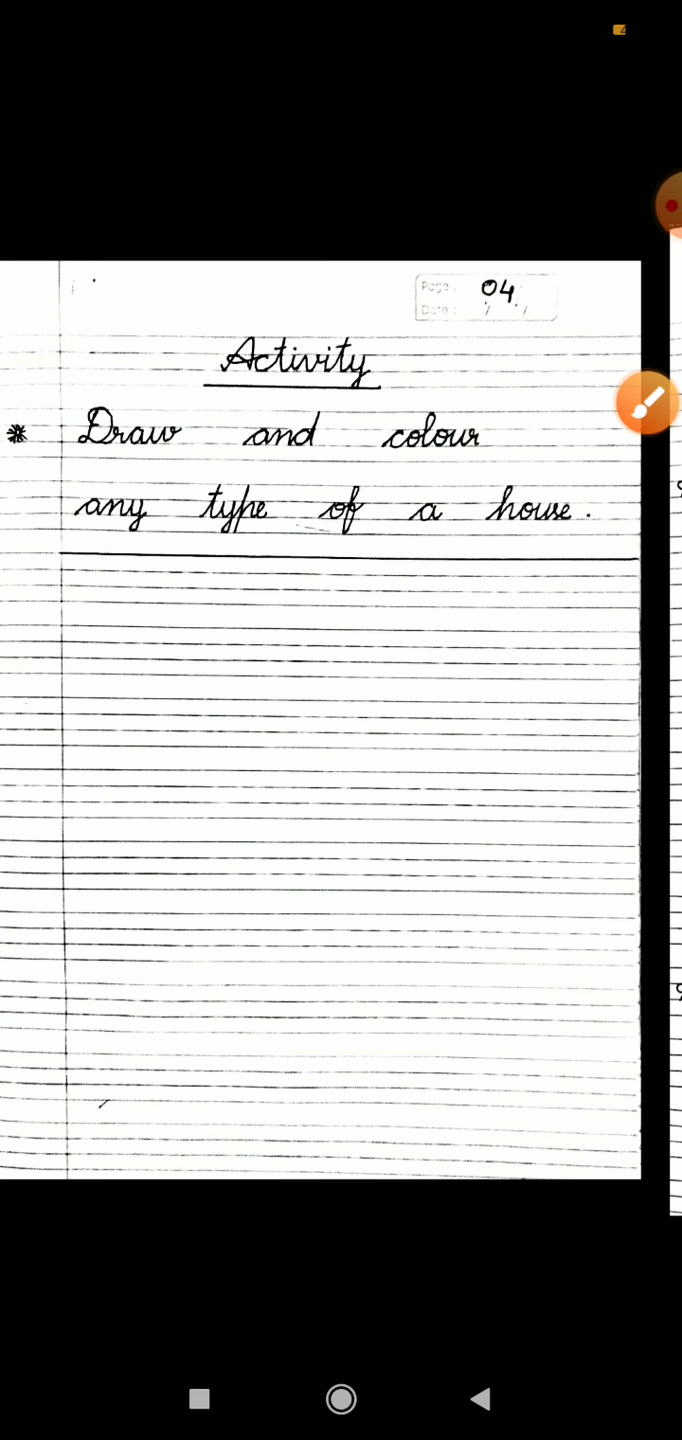 Page: 04
Date: / /
Activity
* Draw and colour
any type of a house.